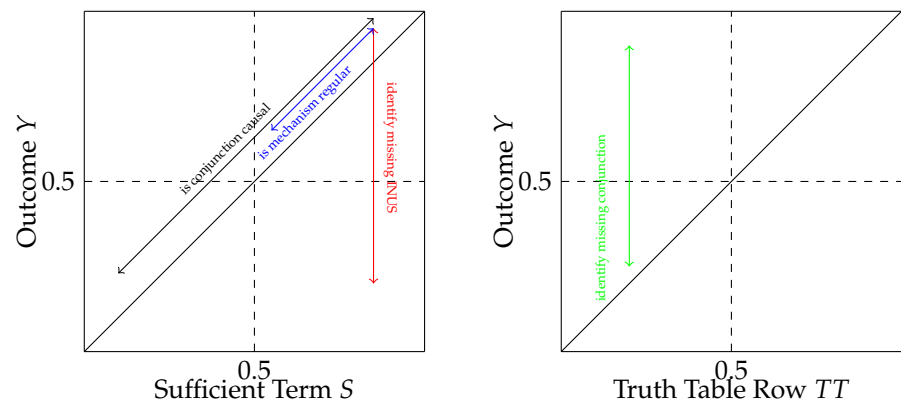 Outcome Y
0.5
is conjunction causal
is mechanism regular
identify missing INUS
0.5
Sufficient Term S
Outcome Y
0.5
identify missing conjunction
0.5
Truth Table Row TT